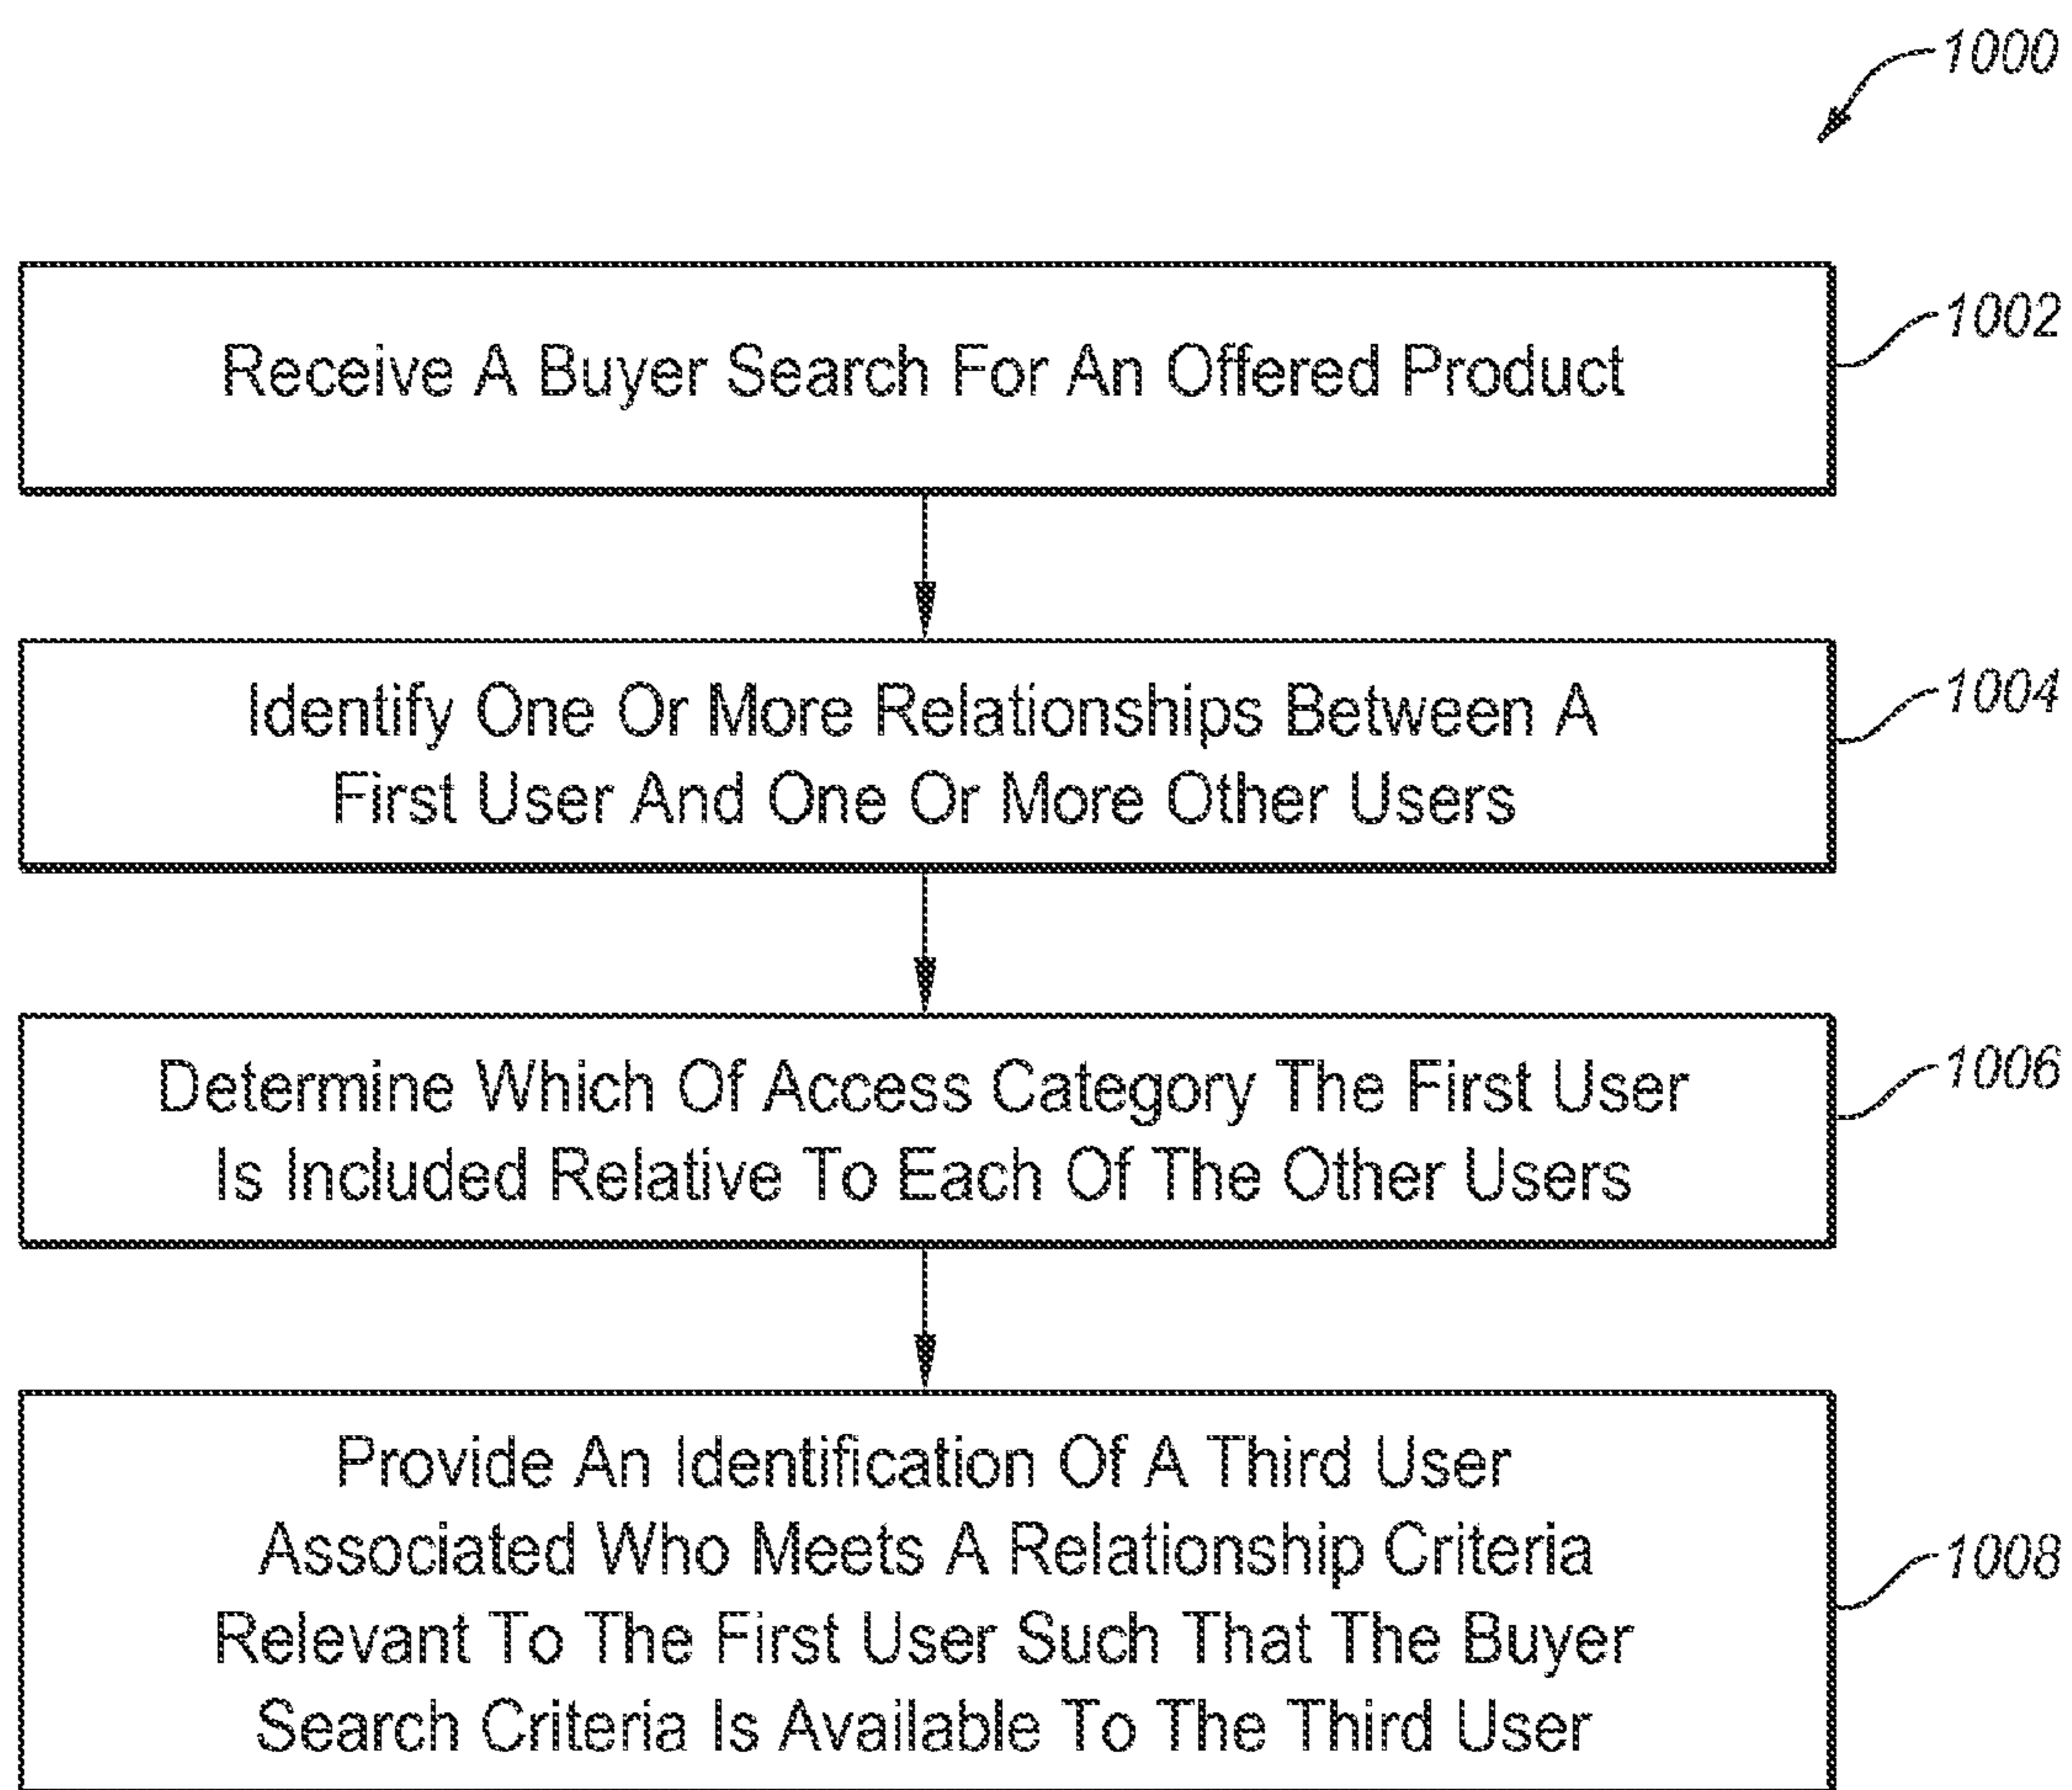 1000
Receive A Buyer Search For An Offered Product
1002
Identify One Or More Relationships Between A
First User And One Or More Other Users
1004
Determine Which Of Access Category The First User
Is Included Relative To Each Of The Other Users
1006
Provide An Identification Of A Third User
Associated Who Meets A Relationship Criteria
Relevant To The First User Such That The Buyer
Search Criteria Is Available To The Third User
1008